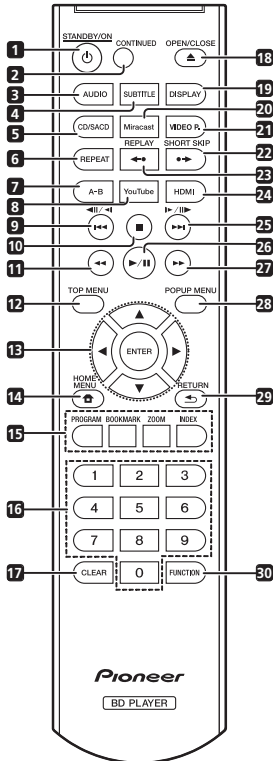 STANDBY/ON
CONTINUED
OPEN/CLOSE
1
2
18
3
AUDIO
SUBTITLE
DISPLAY
19
4
20
5
CD/SACD
Miracast
VIDEO P.
21
REPLAY
SHORT SKIP
22
6
REPEAT
23
7
A-B
YouTube
HDMI
24
8
9
25
10
26
11
27
12
TOP MENU
POPUP MENU
28
13
ENTER
HOME
MENU
RETURN
14
29
PROGRAM BOOKMARK ZOOM INDEX
15
1 2 3
4 5 6
16
7 8 9
17
CLEAR
0
FUNCTION
30
Pioneer
BD PLAYER